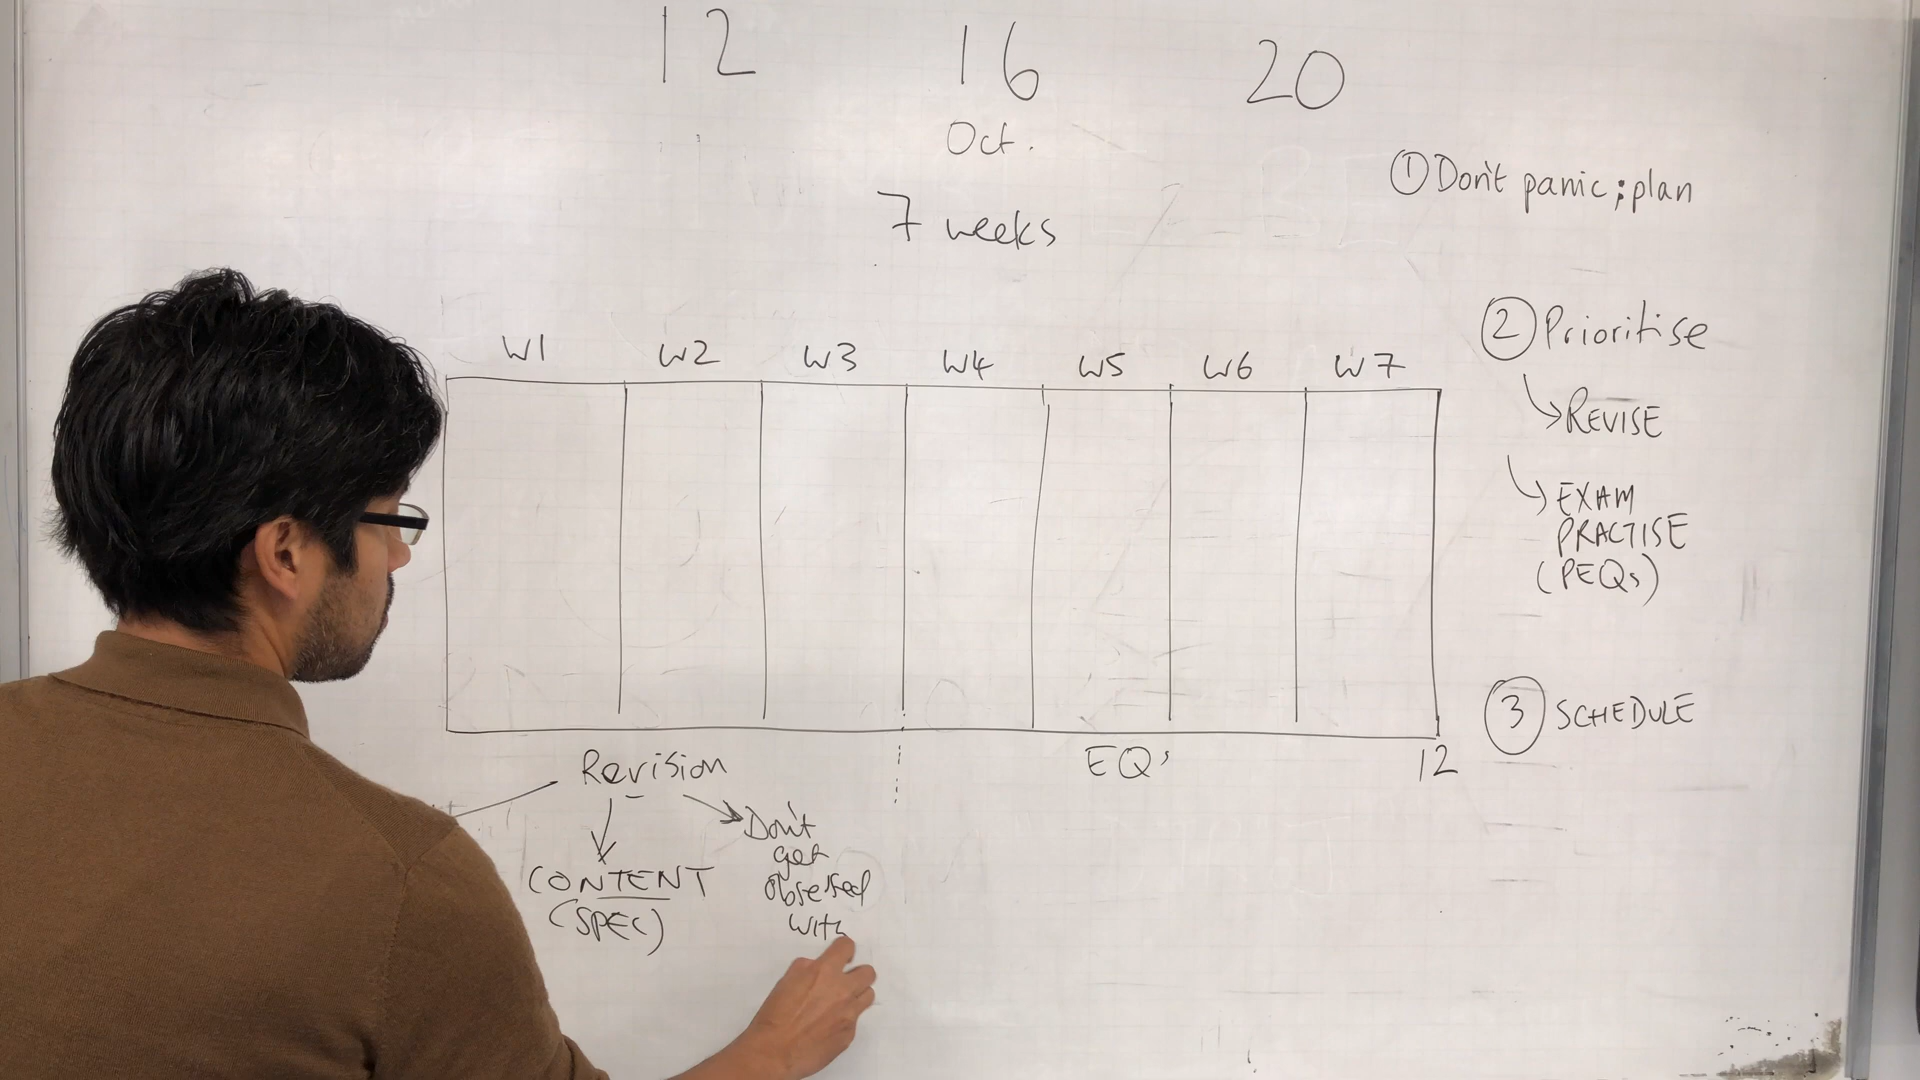 12 16 20
Oct.
7 weeks
① Don't panic; plan
② Prioritise
REVISE
EXAM
PRACTISE
(PEQs)
③ SCHEDULE
W1 W2 W3 W4 W5 W6 W7
Revision EQs 12
CONTENT
(SPEC)
Don't
get
obsessed
with